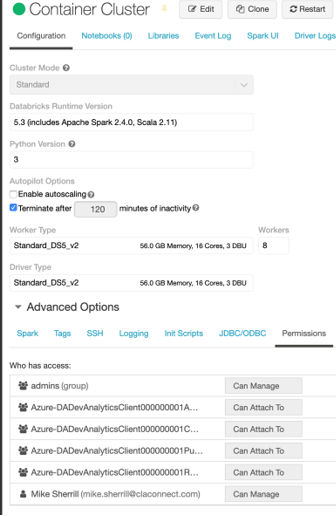 Container Cluster Edit Clone Restart
Configuration Notebooks (0) Libraries Event Log Spark UI Driver Logs
Cluster Mode
Standard
Databricks Runtime Version
5.3 (includes Apache Spark 2.4.0, Scala 2.11)
Python Version
3
Autopilot Options
Enable autoscaling
Terminate after 120 minutes of inactivity
Worker Type Workers
Standard_DS5_v2 56.0 GB Memory, 16 Cores, 3 DBU 8
Driver Type
Standard_DS5_v2 56.0 GB Memory, 16 Cores, 3 DBU
Advanced Options
Spark Tags SSH Logging Init Scripts JDBC/ODBC Permissions
Who has access:
admins (group) Can Manage
Azure-DADevAnalyticsClient000000001A... Can Attach To
Azure-DADevAnalyticsClient000000001C... Can Attach To
Azure-DADevAnalyticsClient000000001Pu... Can Attach To
Azure-DADevAnalyticsClient000000001R... Can Attach To
Mike Sherrill (mike.sherrill@claconnect.com) Can Manage